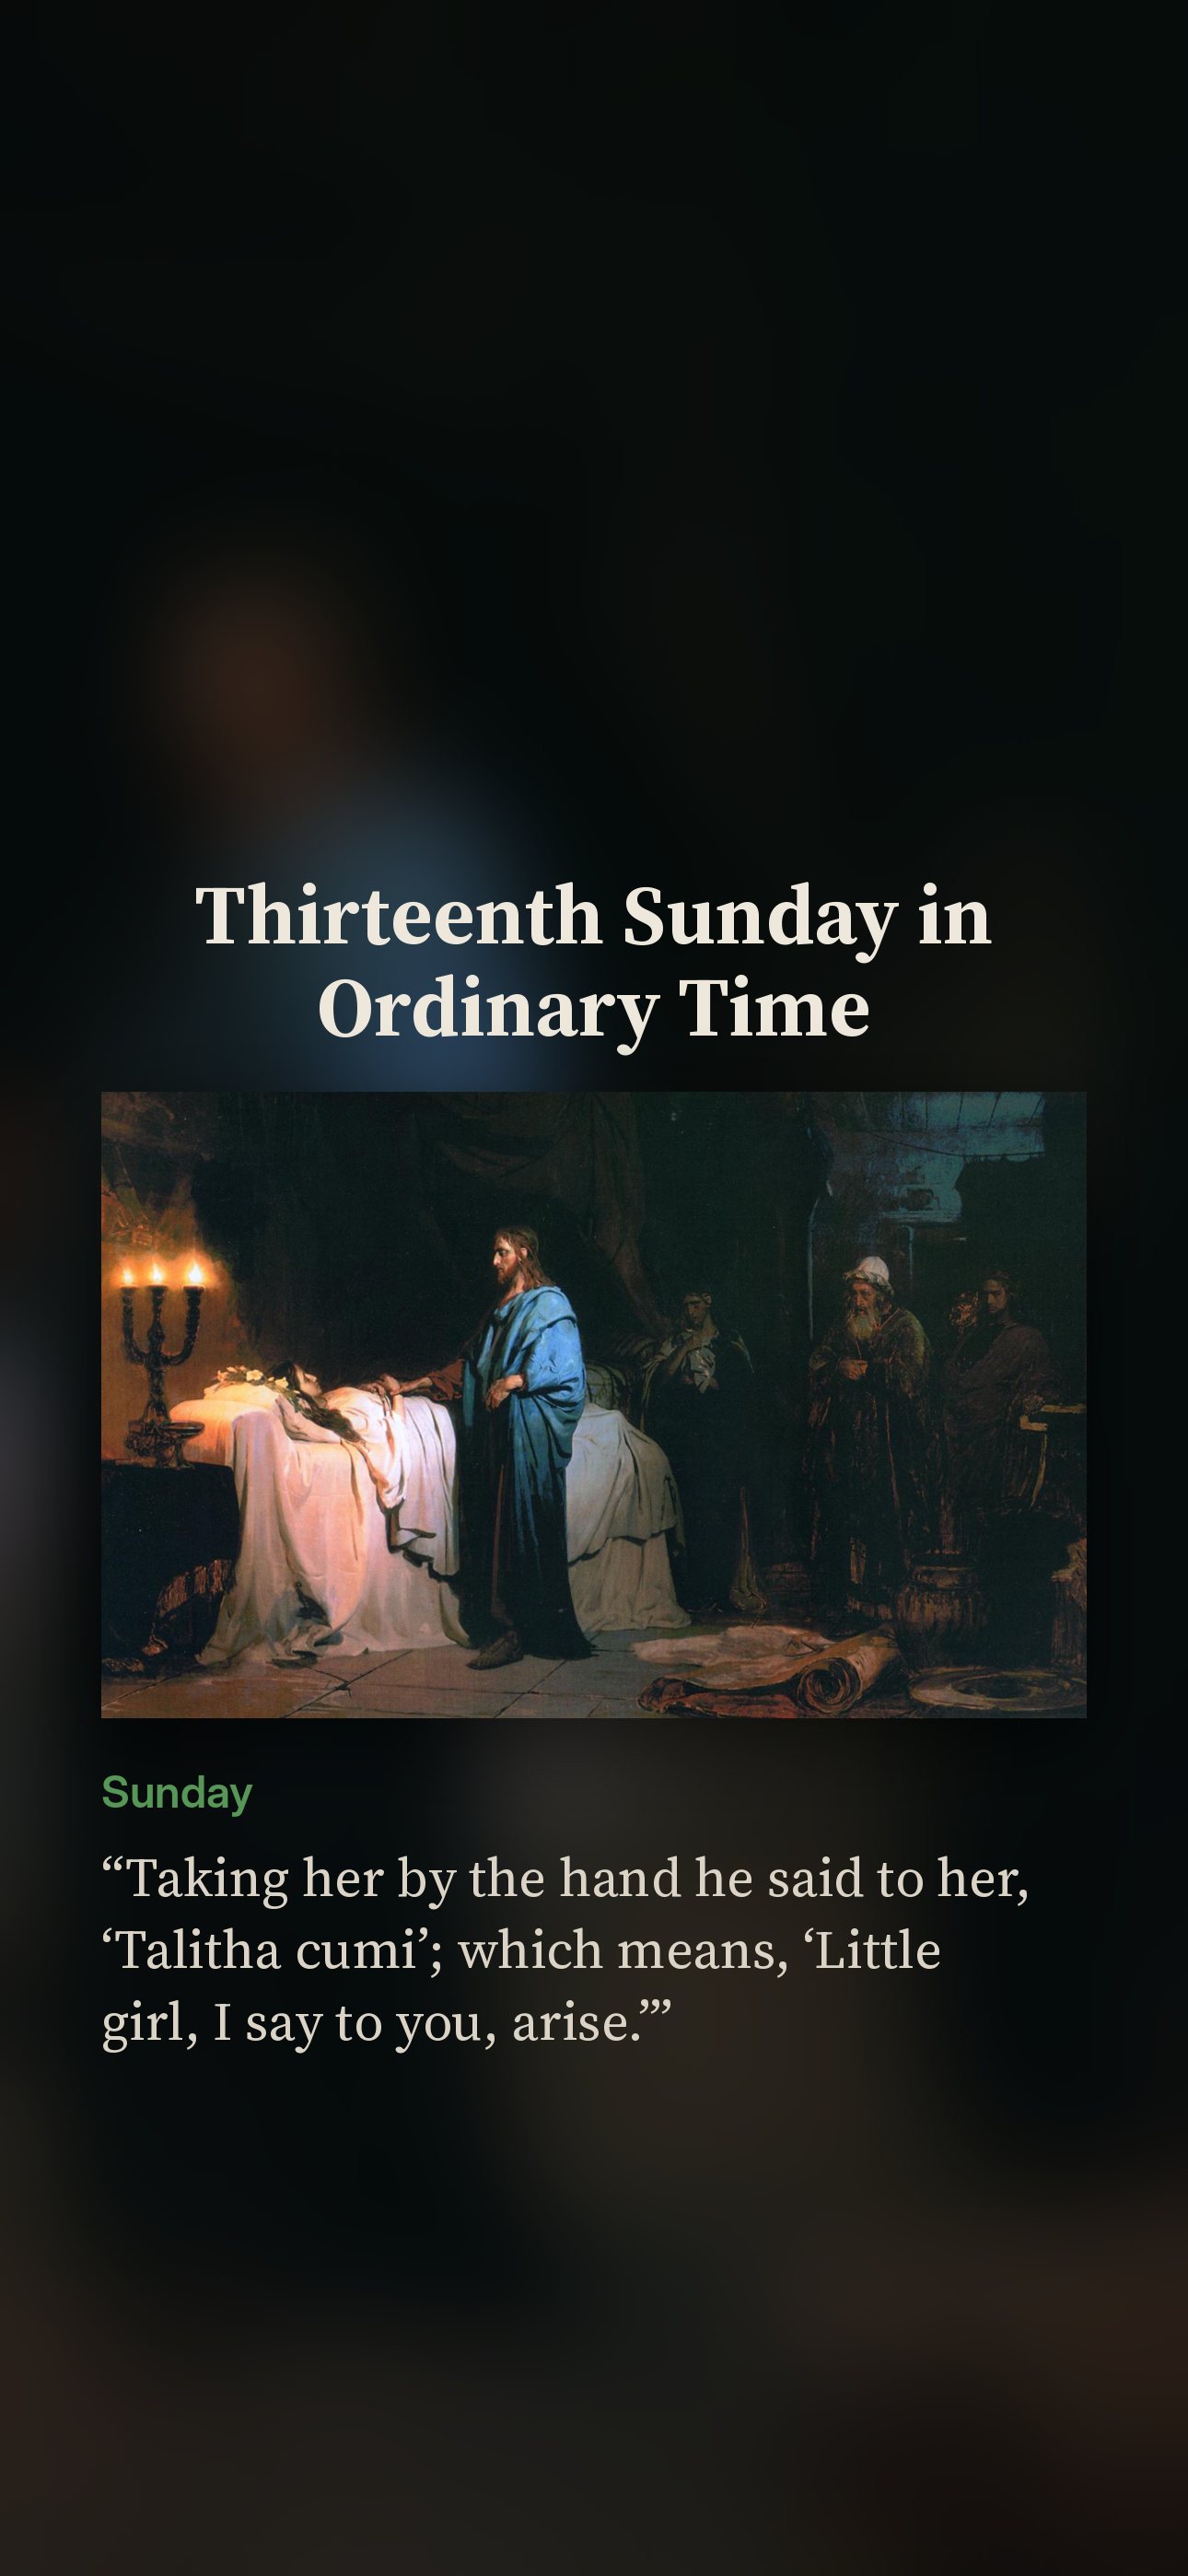 Thirteenth Sunday in
Ordinary Time
Sunday
“Taking her by the hand he said to her,
‘Talitha cumi’; which means, ‘Little
girl, I say to you, arise.’”